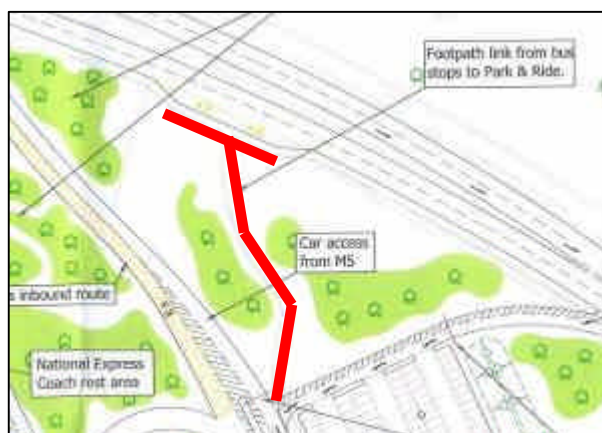 Footpath link from bus
stops to Park & Ride.
Car access
from M5
s inbound route
National Express
Coach rest area